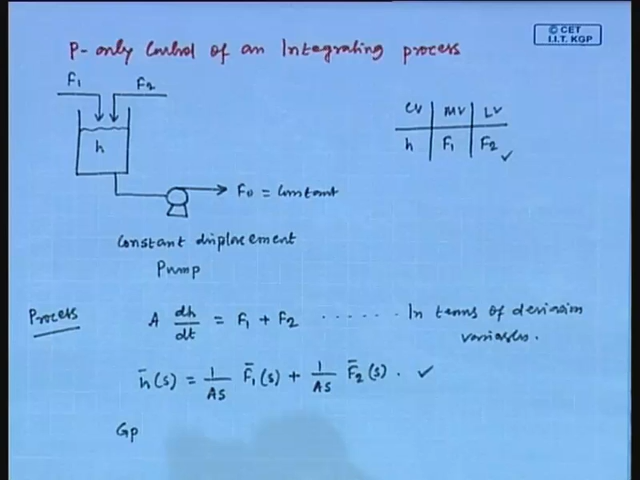 © CET
I.I.T. KGP
P-only Control of an Integrating process
F₁ F₂
h
F₀ = Constant
Constant displacement
Pump
CV | MV | LV
h | F₁ | F₂ ✓
Process
A dh/dt = F₁ + F₂ ...... In terms of deviation
variables.
h̄(s) = 1/As F̄₁(s) + 1/As F̄₂(s). ✓
Gp